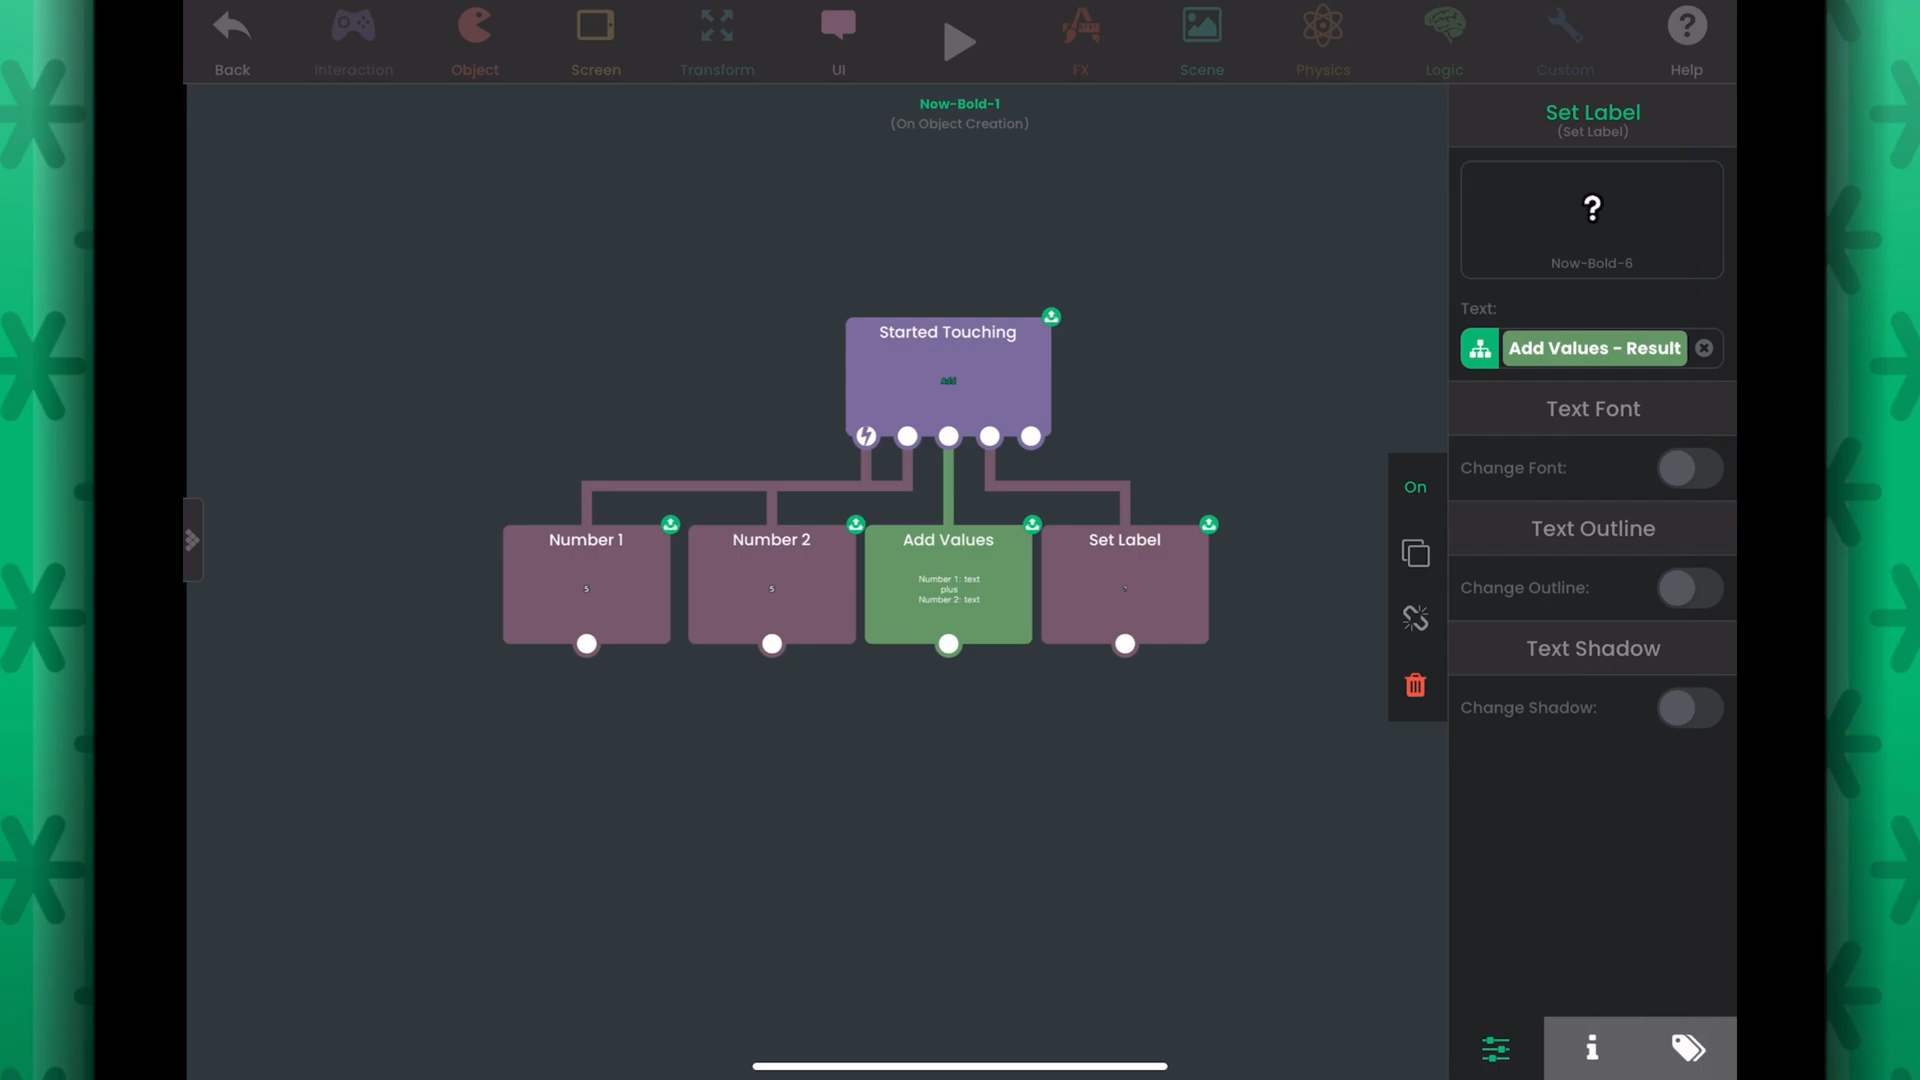 Back
Interaction
Object
Screen
Transform
UI
FX
Scene
Physics
Logic
Custom
? Help
Now-Bold-1
(On Object Creation)
Set Label
(Set Label)
?
Now-Bold-6
Text:
Add Values - Result
Text Font
Change Font:
Text Outline
Change Outline:
Text Shadow
Change Shadow:
On
Started Touching
Add
Number 1
5
Number 2
5
Add Values
Number 1: text
plus
Number 2: text
Set Label
?